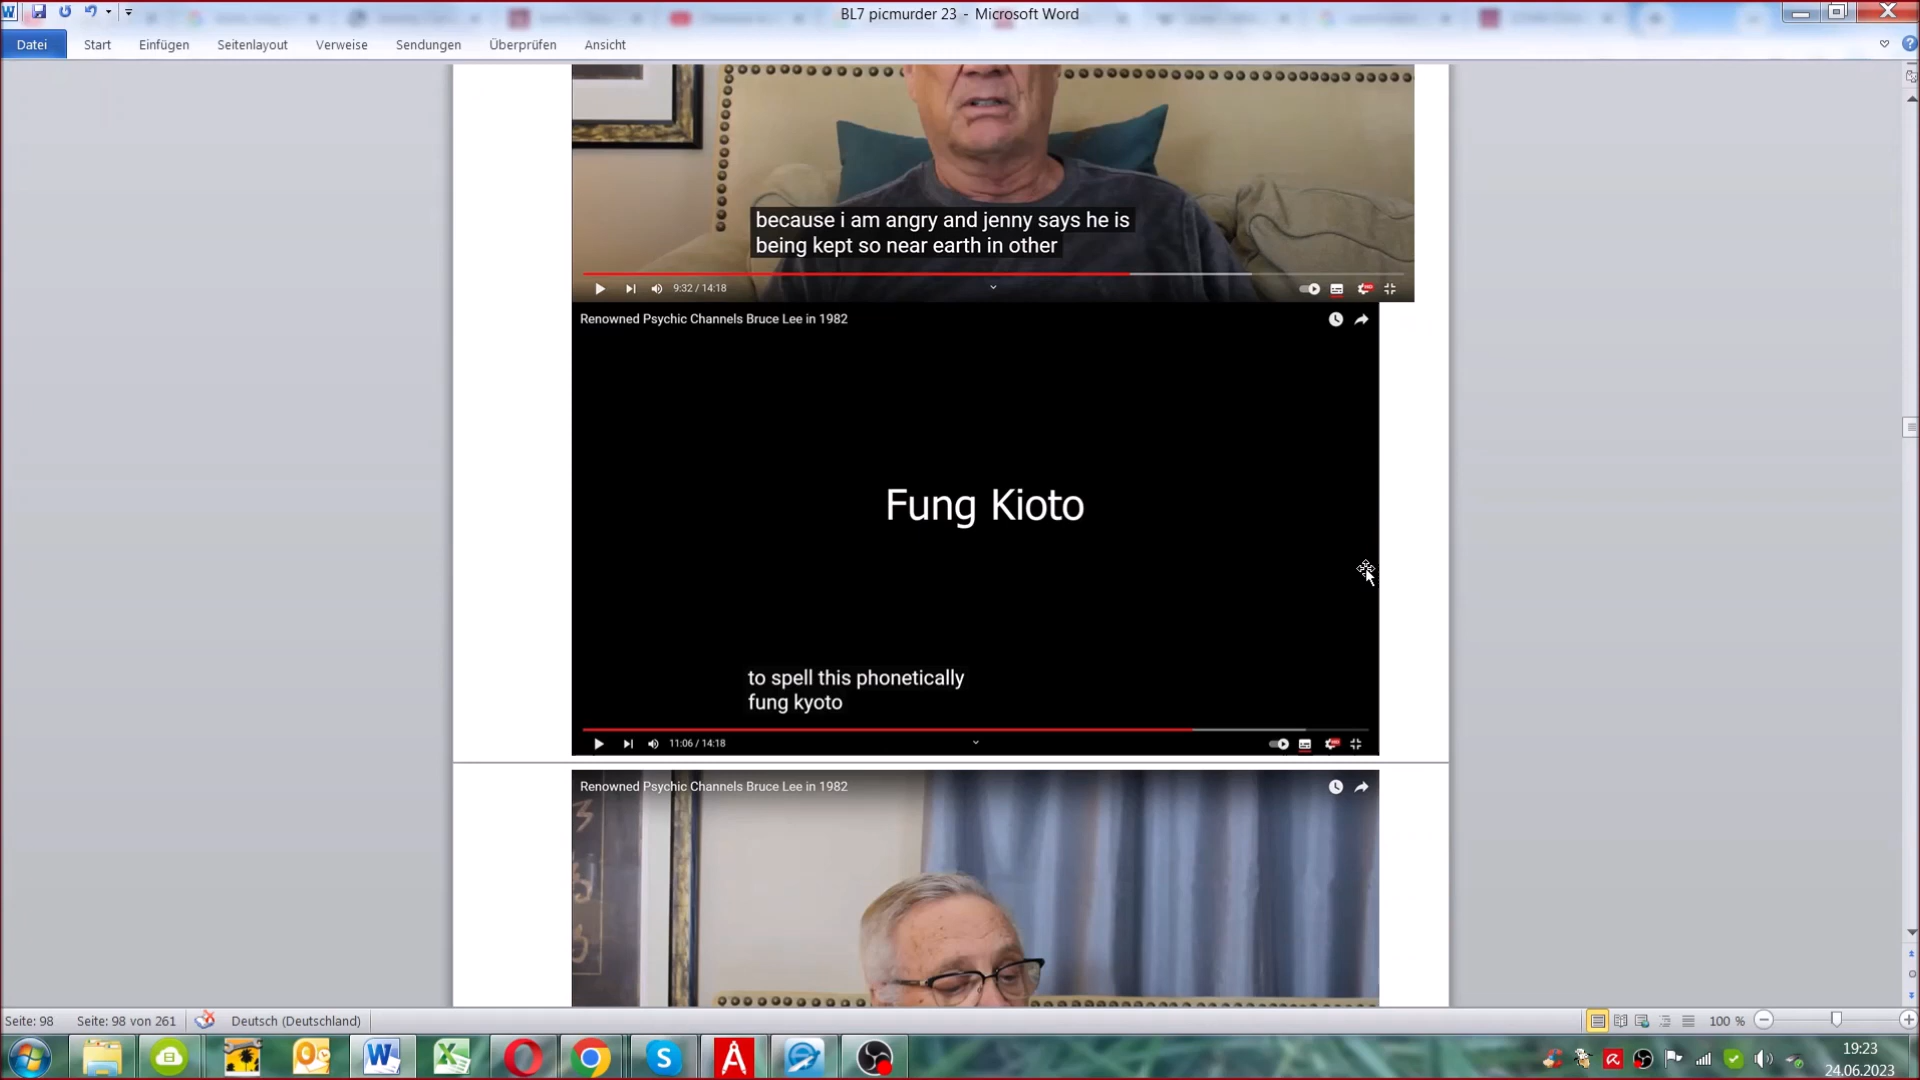 BL7 picmurder 23 - Microsoft Word
Datei Start Einfügen Seitenlayout Verweise Sendungen Überprüfen Ansicht
because i am angry and jenny says he is
being kept so near earth in other
9:32 / 14:18
Renowned Psychic Channels Bruce Lee in 1982
Fung Kioto
to spell this phonetically
fung kyoto
11:06 / 14:18
Renowned Psychic Channels Bruce Lee in 1982
Seite: 98 Seite: 98 von 261 Deutsch (Deutschland) 100 %
19:23
24.06.2023